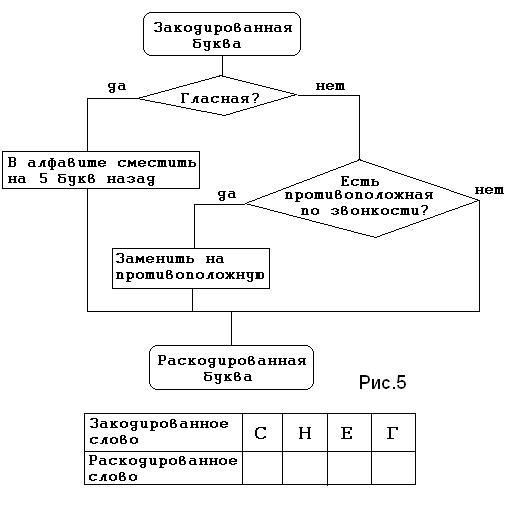 Закодированная
буква
да
нет
Гласная?
В алфавите сместить
на 5 букв назад
да
Есть
противоположная
по звонкости?
нет
Заменить на
противоположную
Раскодированная
буква
Рис.5
Закодированное
слово
С Н Е Г
Раскодированное
слово